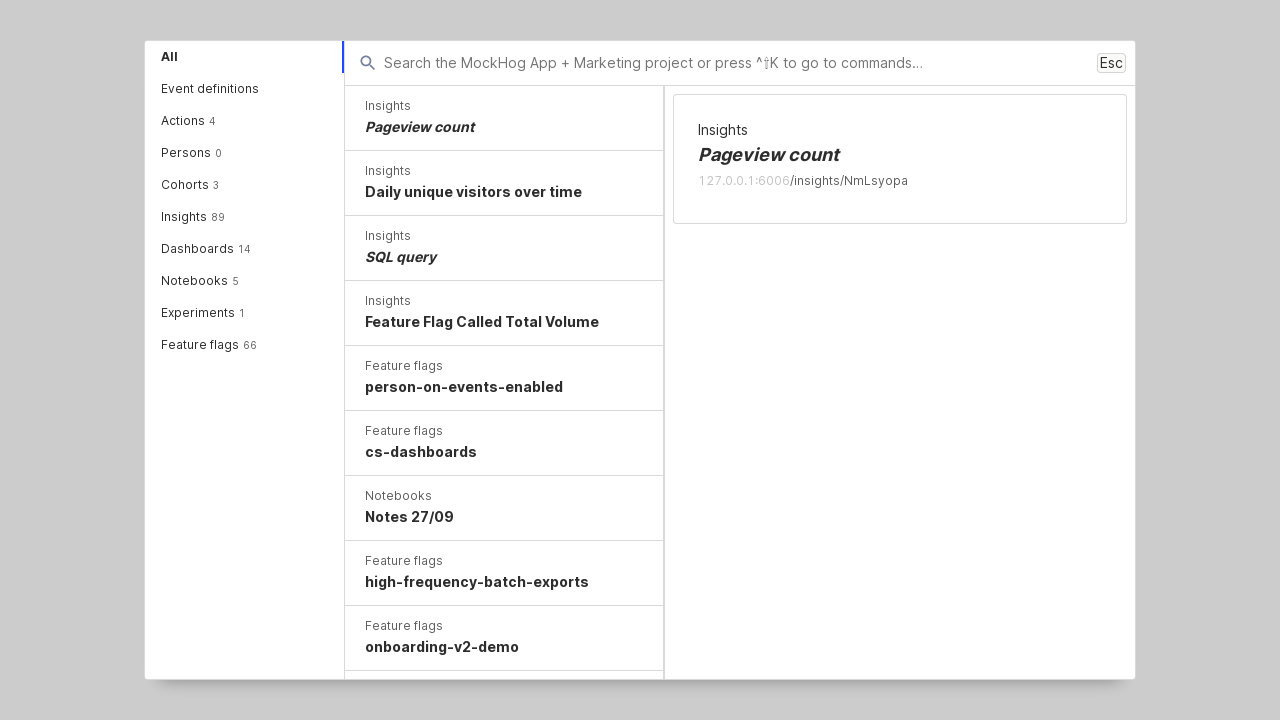 All
Event definitions
Actions 4
Persons 0
Cohorts 3
Insights 89
Dashboards 14
Notebooks 5
Experiments 1
Feature flags 66
Search the MockHog App + Marketing project or press ^⇧K to go to commands...
Esc
Insights
Pageview count
Insights
Daily unique visitors over time
Insights
SQL query
Insights
Feature Flag Called Total Volume
Feature flags
person-on-events-enabled
Feature flags
cs-dashboards
Notebooks
Notes 27/09
Feature flags
high-frequency-batch-exports
Feature flags
onboarding-v2-demo
Insights
Pageview count
127.0.0.1:6006/insights/NmLsyopa